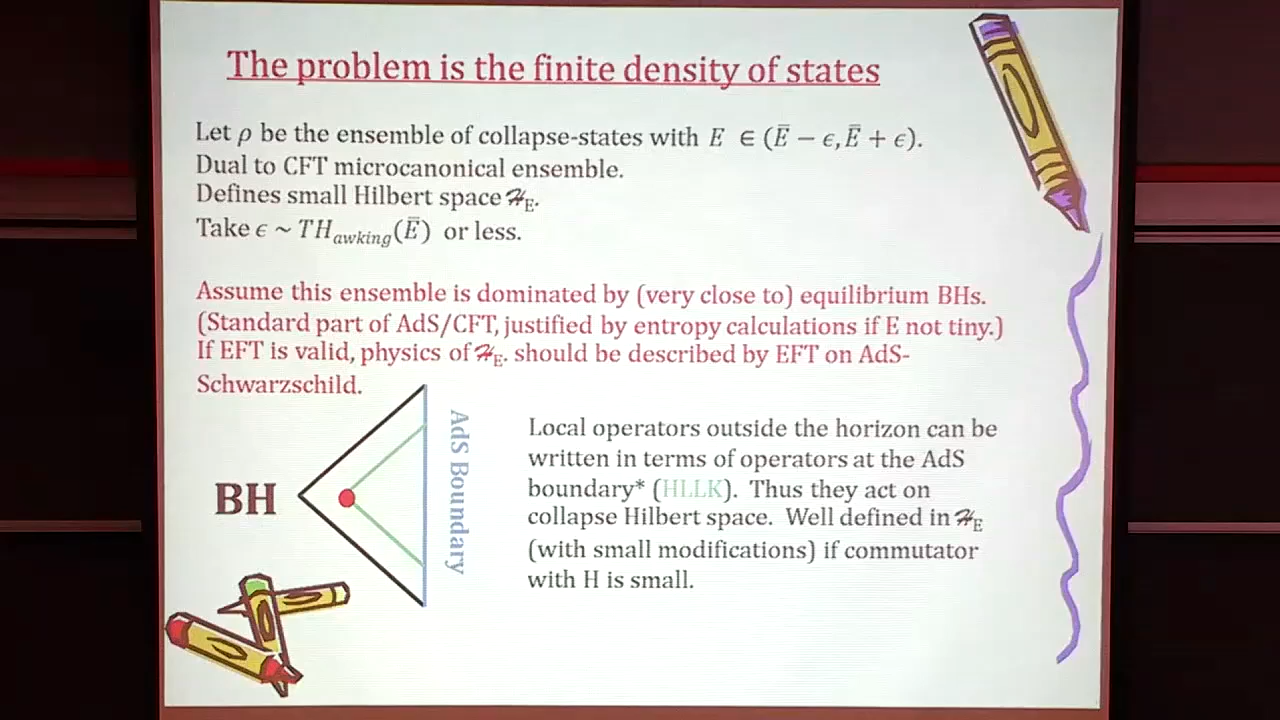 The problem is the finite density of states
Let ρ be the ensemble of collapse-states with E ∈ (Ē − ϵ, Ē + ϵ).
Dual to CFT microcanonical ensemble.
Defines small Hilbert space ℋ_E.
Take ϵ ~ TH_awking(Ē) or less.
Assume this ensemble is dominated by (very close to) equilibrium BHs.
(Standard part of AdS/CFT, justified by entropy calculations if E not tiny.)
If EFT is valid, physics of ℋ_E. should be described by EFT on AdS-
Schwarzschild.
BH
AdS Boundary
Local operators outside the horizon can be
written in terms of operators at the AdS
boundary* (HLLK). Thus they act on
collapse Hilbert space. Well defined in ℋ_E
(with small modifications) if commutator
with H is small.